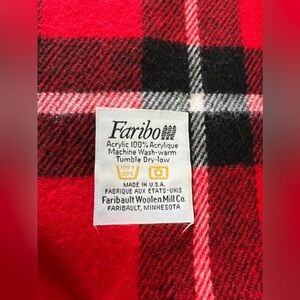 Faribo
Acrylic 100% Acrylique
Machine Wash-warm
Tumble Dry-low
MADE IN U.S.A.
FABRIQUE AUX ETATS-UNIS
Faribault Woolen Mill Co.
FARIBAULT, MINNESOTA